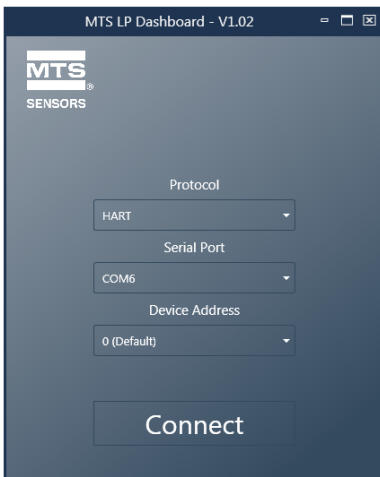 MTS LP Dashboard - V1.02
MTS
®
SENSORS
Protocol
HART
Serial Port
COM6
Device Address
0 (Default)
Connect